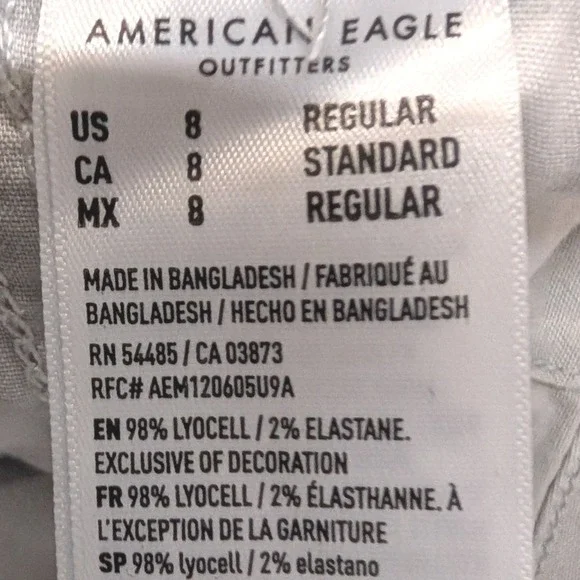 AMERICAN EAGLE
OUTFITTERS
US 8 REGULAR
CA 8 STANDARD
MX 8 REGULAR
MADE IN BANGLADESH / FABRIQUÉ AU
BANGLADESH / HECHO EN BANGLADESH
RN 54485 / CA 03873
RFC# AEM120605U9A
EN 98% LYOCELL / 2% ELASTANE.
EXCLUSIVE OF DECORATION
FR 98% LYOCELL / 2% ÉLASTHANNE. À
L'EXCEPTION DE LA GARNITURE
SP 98% lyocell / 2% elastano